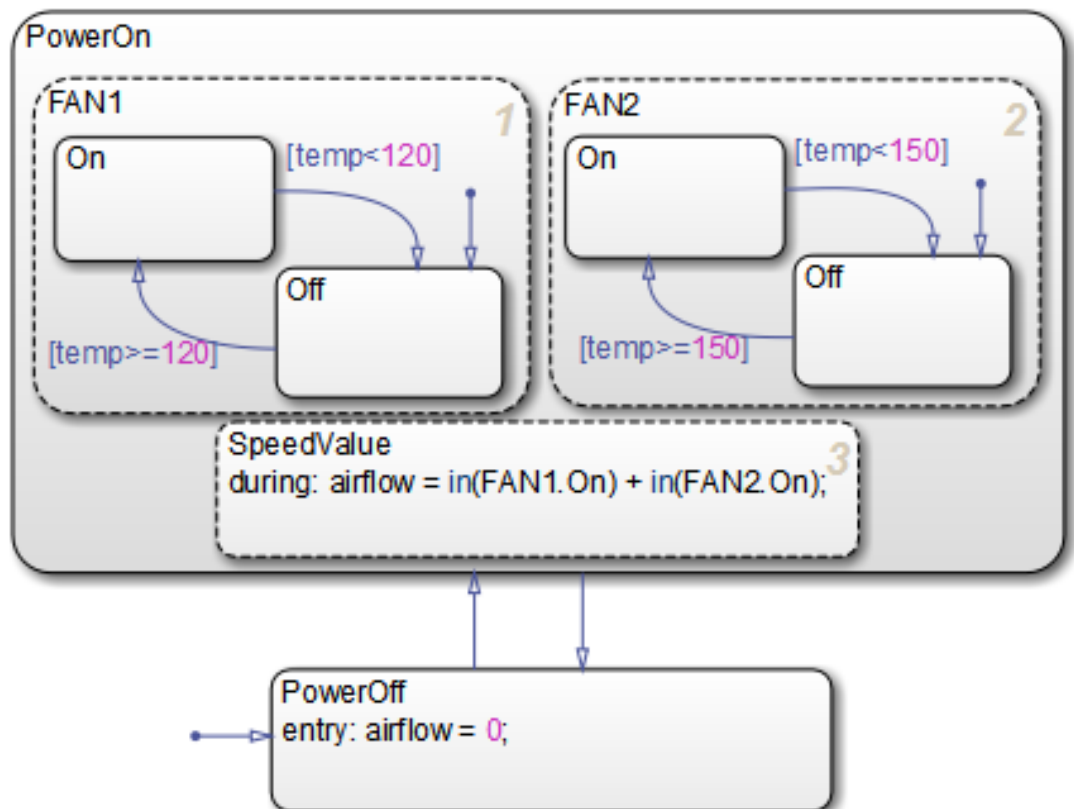 PowerOn
FAN1
1
On
[temp<120]
Off
[temp>=120]
FAN2
2
On
[temp<150]
Off
[temp>=150]
SpeedValue
3
during: airflow = in(FAN1.On) + in(FAN2.On);
PowerOff
entry: airflow = 0;